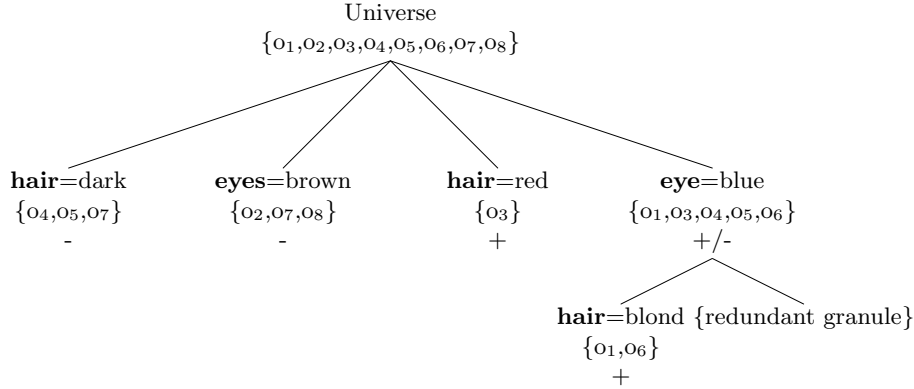 Universe
{o₁,o₂,o₃,o₄,o₅,o₆,o₇,o₈}
hair=dark eyes=brown hair=red eye=blue
{o₄,o₅,o₇} {o₂,o₇,o₈} {o₃} {o₁,o₃,o₄,o₅,o₆}
- - + +/-
hair=blond {redundant granule}
{o₁,o₆}
+